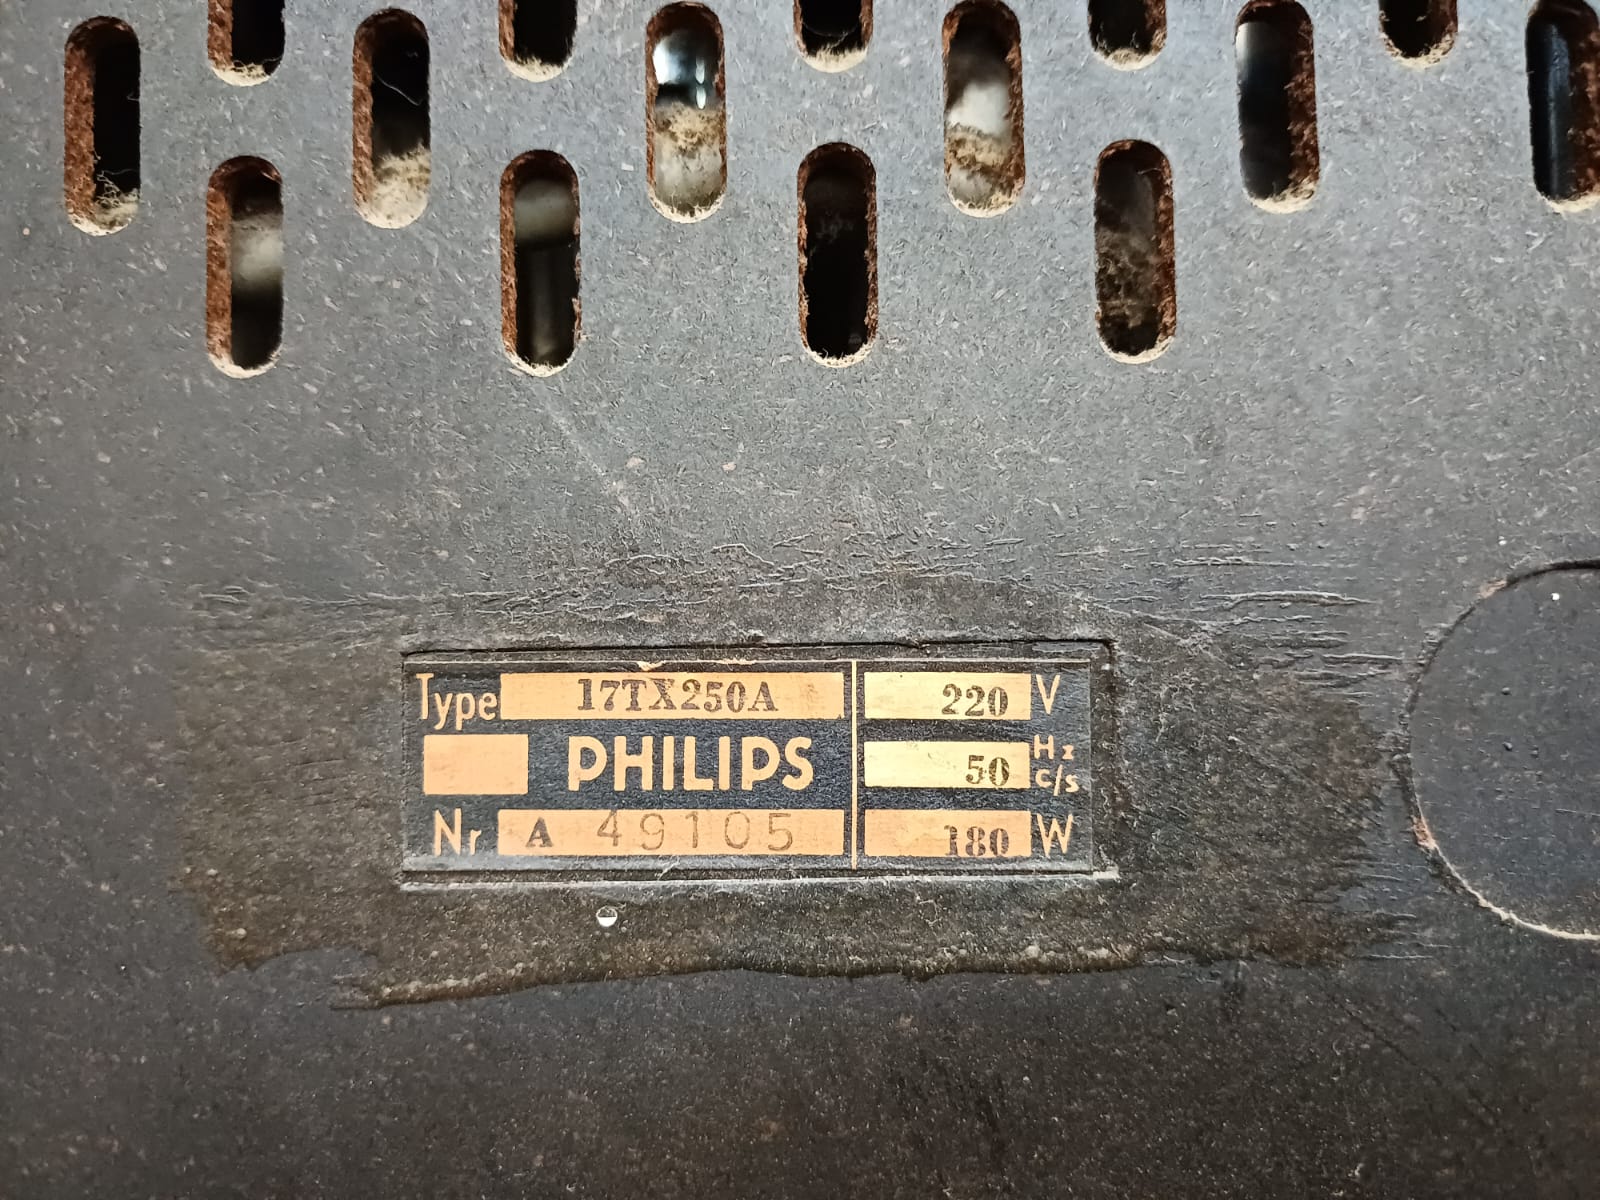 Type 17TX250A 220 V
PHILIPS 50 Hz c/s
Nr A 49105 180 W